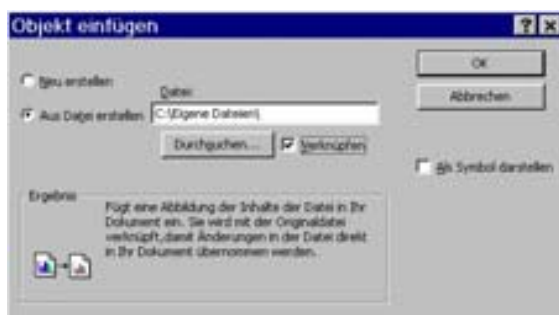 Objekt einfügen
Neu erstellen
Aus Datei erstellen
Datei:
C:\Eigene Dateien\
Durchsuchen...
Verknüpfen
OK
Abbrechen
Als Symbol darstellen
Ergebnis
Fügt eine Abbildung der Inhalte der Datei in Ihr
Dokument ein. Sie wird mit der Originaldatei
verknüpft,damit Änderungen in der Datei direkt
in Ihr Dokument übernommen werden.